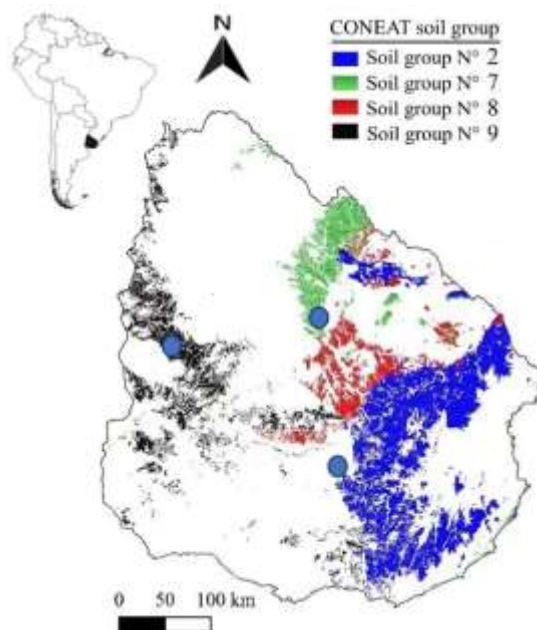 N
CONEAT soil group
Soil group N° 2
Soil group N° 7
Soil group N° 8
Soil group N° 9
0 50 100 km